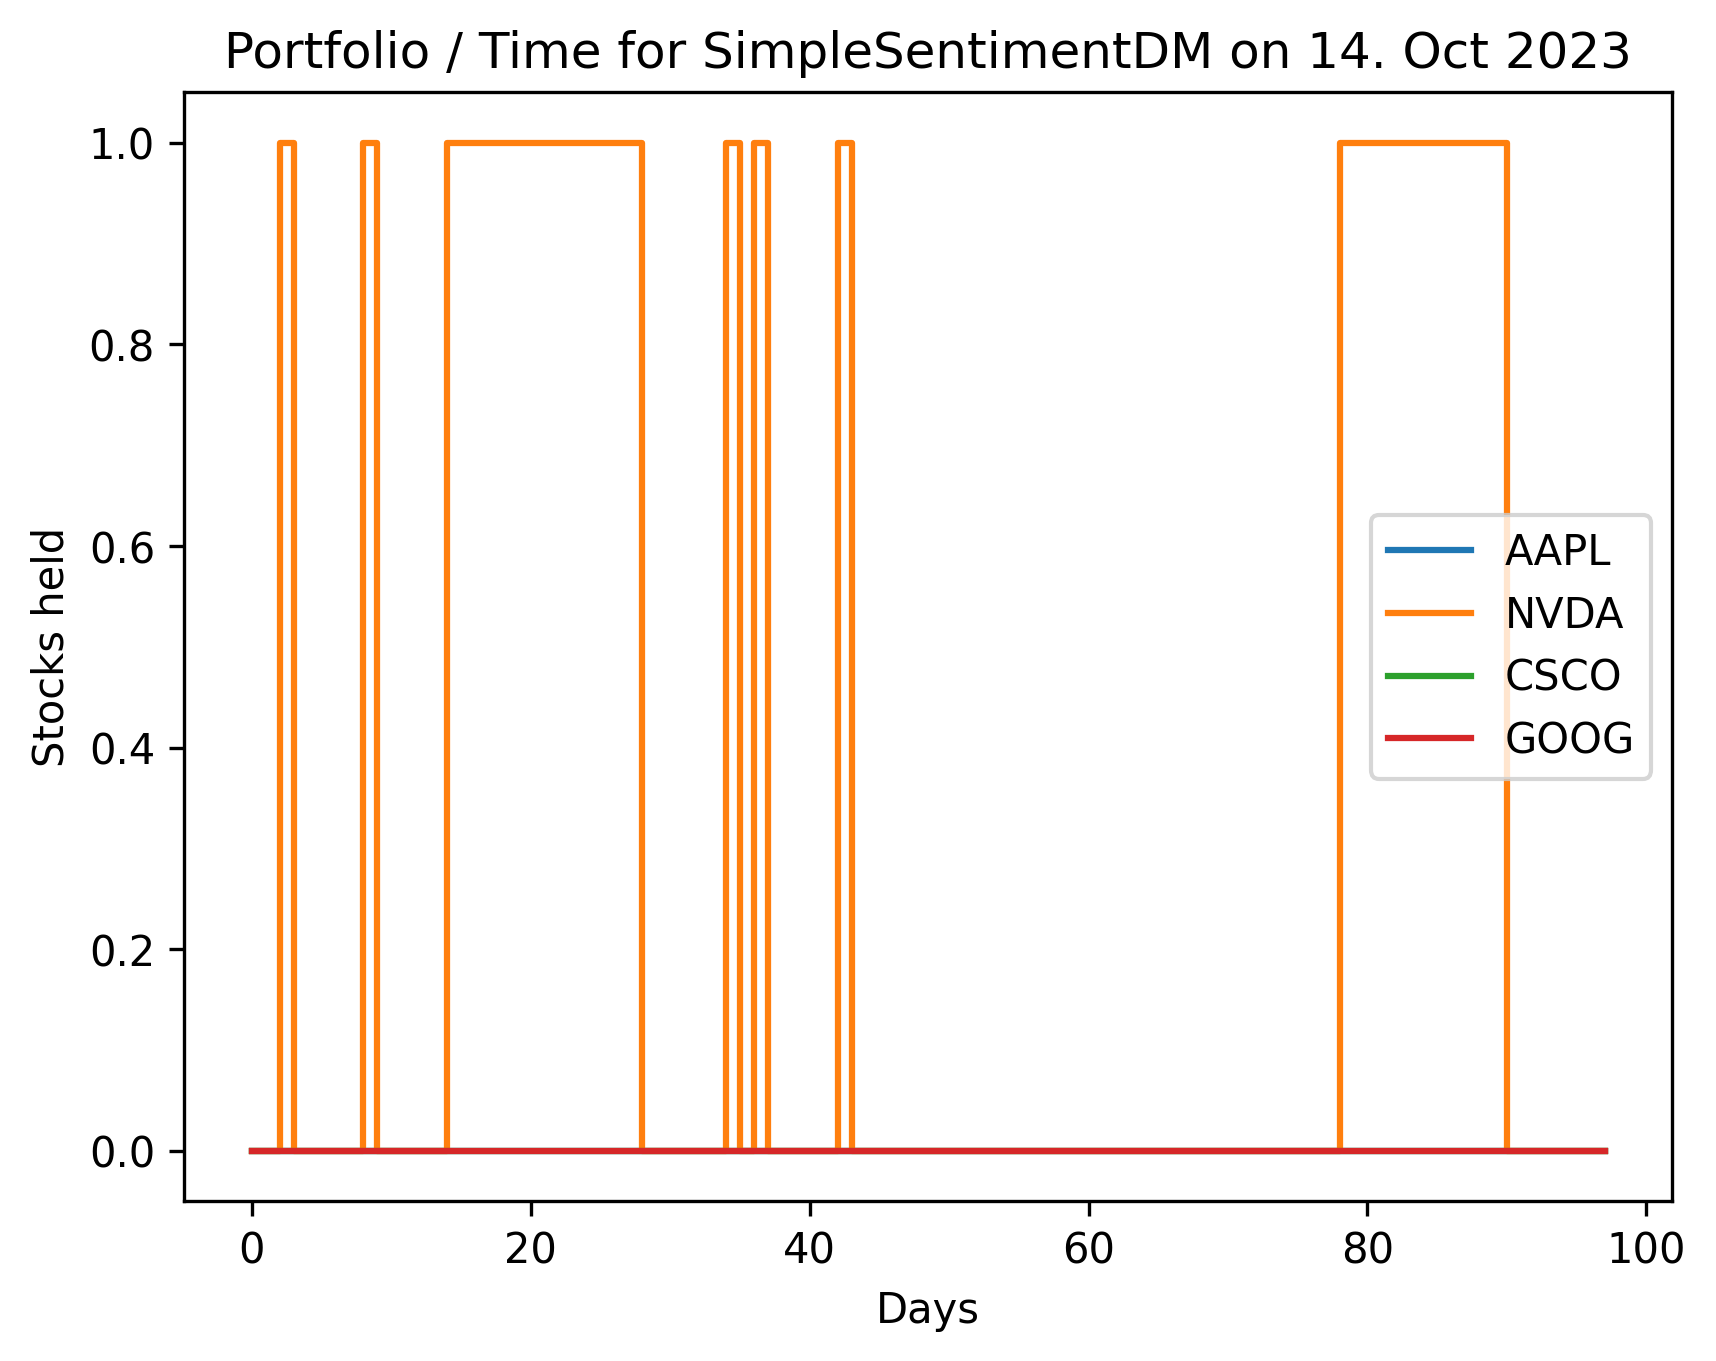 Portfolio / Time for SimpleSentimentDM on 14. Oct 2023
1.0
0.8
0.6
0.4
0.2
0.0
Stocks held
AAPL
NVDA
CSCO
GOOG
0 20 40 60 80 100
Days